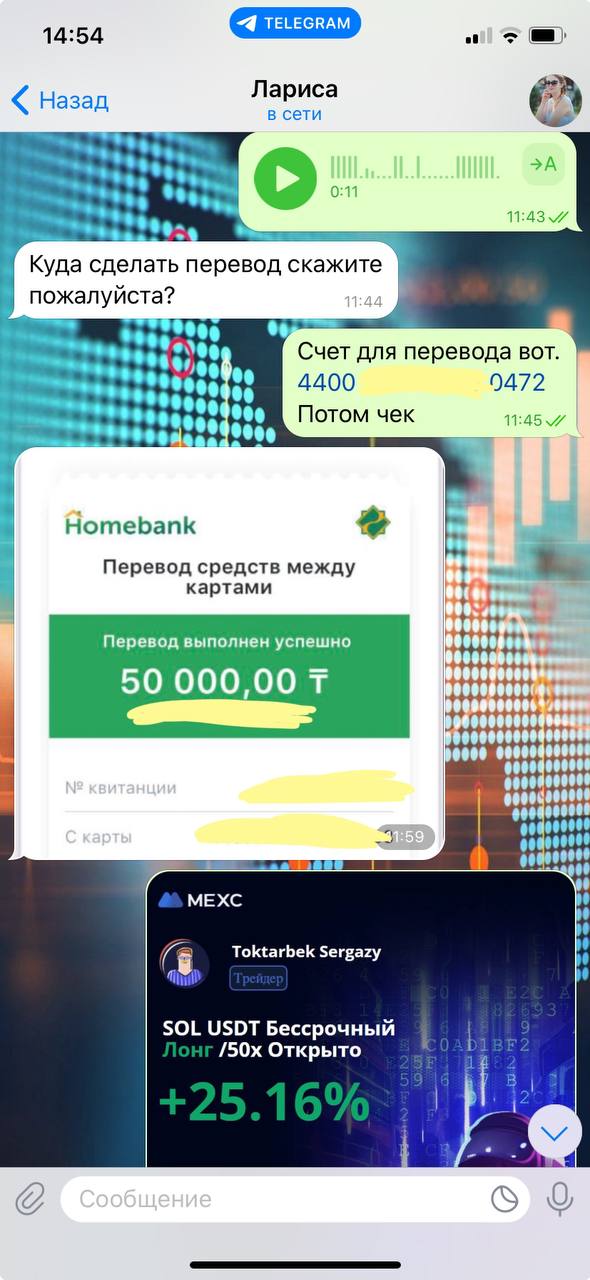 14:54
TELEGRAM
Назад
Лариса
в сети
0:11
→A
11:43
Куда сделать перевод скажите
пожалуйста?
11:44
Счет для перевода вот.
4400 0472
Потом чек
11:45
Homebank
Перевод средств между
картами
Перевод выполнен успешно
50 000,00 ₸
№ квитанции
С карты
1:59
MEXC
Toktarbek Sergazy
Трейдер
SOL USDT Бессрочный
Лонг /50x Открыто
+25.16%
Сообщение